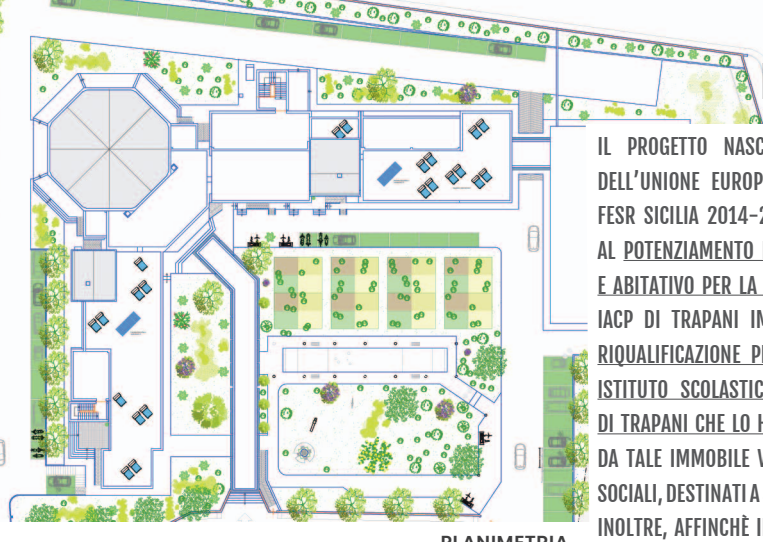 IL PROGETTO NASC
DELL'UNIONE EUROP
FESR SICILIA 2014-2
AL POTENZIAMENTO
E ABITATIVO PER LA
IACP DI TRAPANI IN
RIQUALIFICAZIONE P
ISTITUTO SCOLASTIC
DI TRAPANI CHE LO H
DA TALE IMMOBILE V
SOCIALI, DESTINATI A
INOLTRE, AFFINCHÈ I
PLANIMETRIA